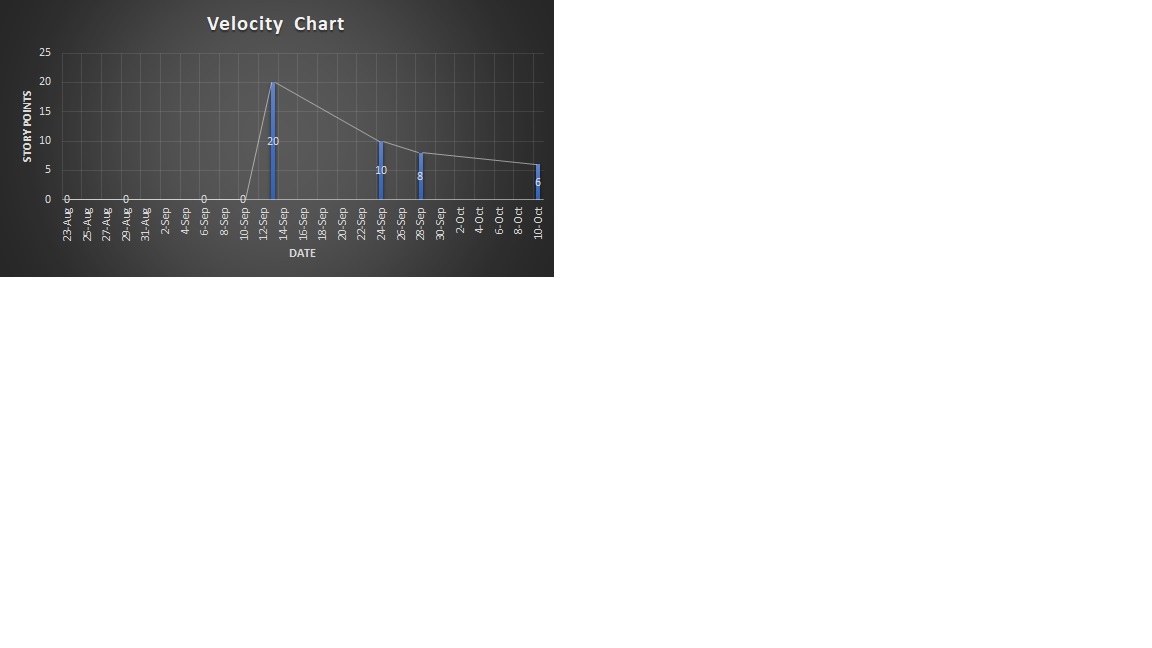 Velocity Chart
STORY POINTS
25
20
15
10
5
0
0
0
0
0
20
10
8
6
23-Aug
25-Aug
27-Aug
29-Aug
31-Aug
2-Sep
4-Sep
6-Sep
8-Sep
10-Sep
12-Sep
14-Sep
16-Sep
18-Sep
20-Sep
22-Sep
24-Sep
26-Sep
28-Sep
30-Sep
2-Oct
4-Oct
6-Oct
8-Oct
10-Oct
DATE